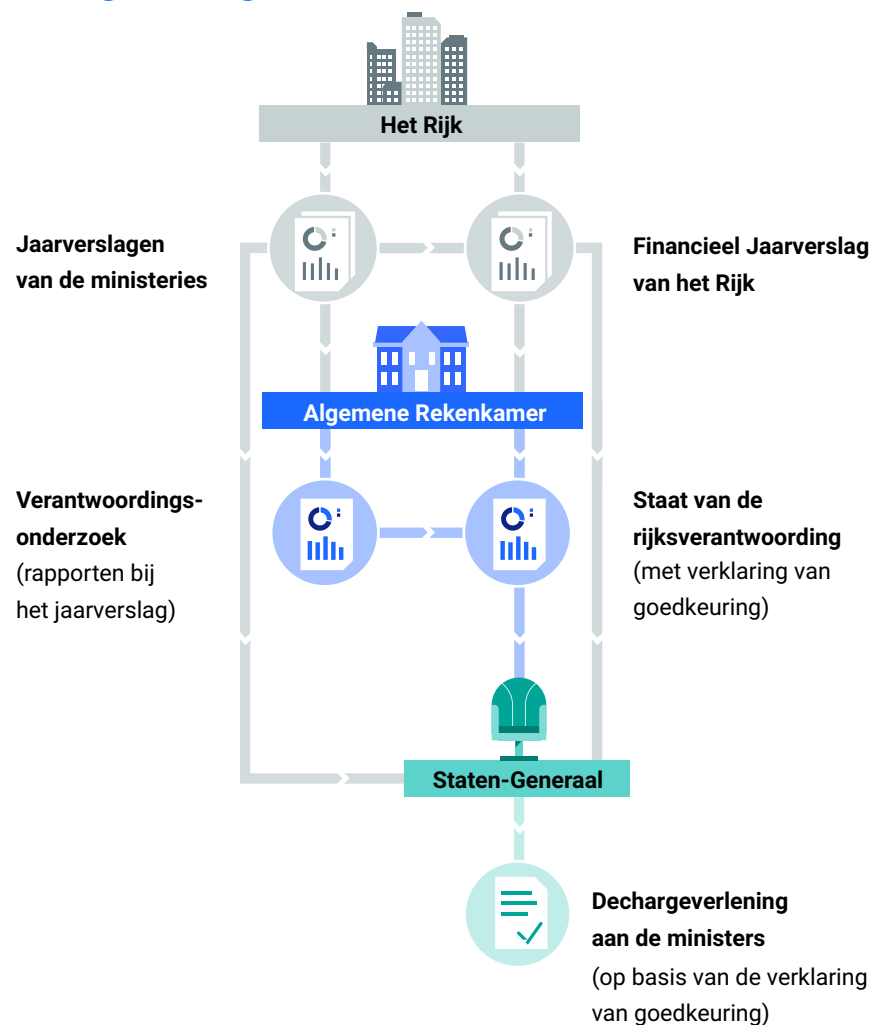 Het Rijk
Jaarverslagen
van de ministeries
Financieel Jaarverslag
van het Rijk
Algemene Rekenkamer
Verantwoordings-
onderzoek
(rapporten bij
het jaarverslag)
Staat van de
rijksverantwoording
(met verklaring van
goedkeuring)
Staten-Generaal
Dechargeverlening
aan de ministers
(op basis van de verklaring
van goedkeuring)